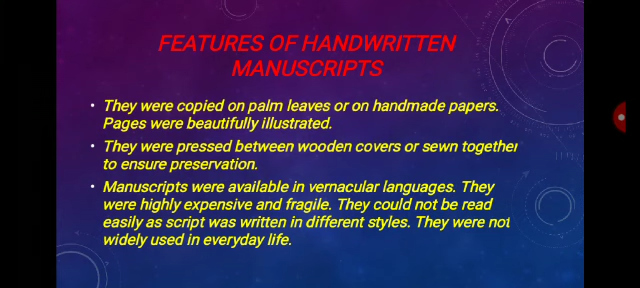 FEATURES OF HANDWRITTEN
MANUSCRIPTS
• They were copied on palm leaves or on handmade papers.
Pages were beautifully illustrated.
• They were pressed between wooden covers or sewn together
to ensure preservation.
• Manuscripts were available in vernacular languages. They
were highly expensive and fragile. They could not be read
easily as script was written in different styles. They were not
widely used in everyday life.